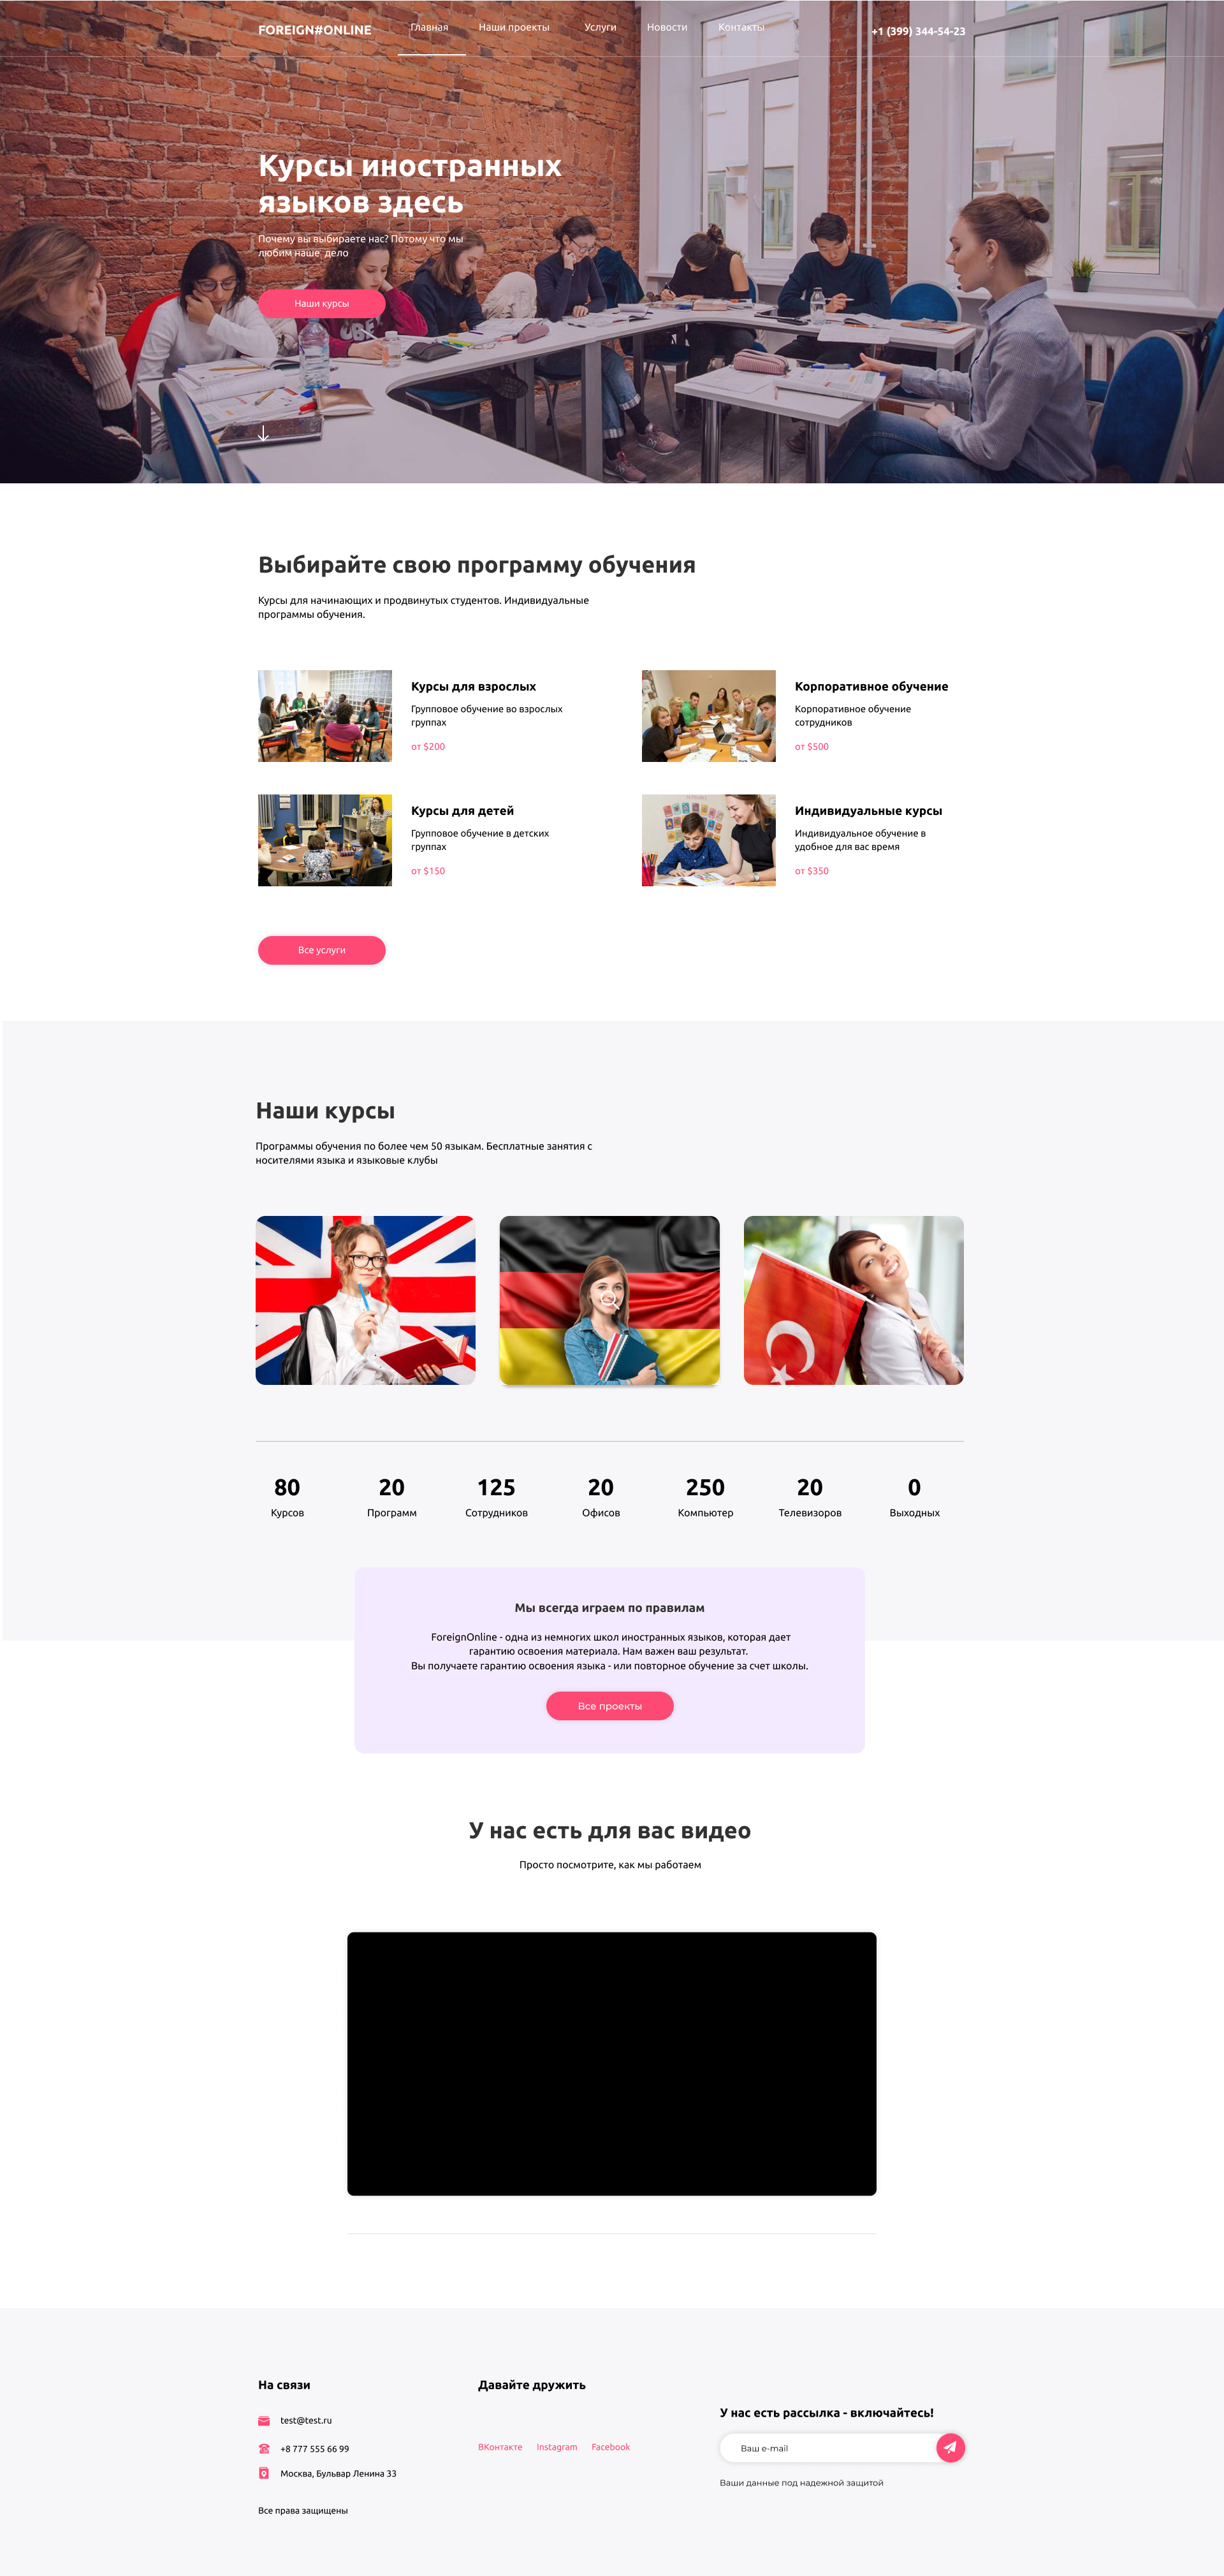 FOREIGN#ONLINE
Главная Наши проекты Услуги Новости Контакты
+1 (399) 344-54-23
Курсы иностранных
языков здесь
Почему вы выбираете нас? Потому что мы
любим наше дело
Наши курсы
Выбирайте свою программу обучения
Курсы для начинающих и продвинутых студентов. Индивидуальные
программы обучения.
Курсы для взрослых
Групповое обучение во взрослых
группах
от $200
Корпоративное обучение
Корпоративное обучение
сотрудников
от $500
Курсы для детей
Групповое обучение в детских
группах
от $150
Индивидуальные курсы
Индивидуальное обучение в
удобное для вас время
от $350
Все услуги
Наши курсы
Программы обучения по более чем 50 языкам. Бесплатные занятия с
носителями языка и языковые клубы
80 20 125 20 250 20 0
Курсов Программ Сотрудников Офисов Компьютер Телевизоров Выходных
Мы всегда играем по правилам
ForeignOnline - одна из немногих школ иностранных языков, которая дает
гарантию освоения материала. Нам важен ваш результат.
Вы получаете гарантию освоения языка - или повторное обучение за счет школы.
Все проекты
У нас есть для вас видео
Просто посмотрите, как мы работаем
На связи
test@test.ru
+8 777 555 66 99
Москва, Бульвар Ленина 33
Все права защищены
Давайте дружить
ВКонтакте Instagram Facebook
У нас есть рассылка - включайтесь!
Ваш e-mail
Ваши данные под надежной защитой